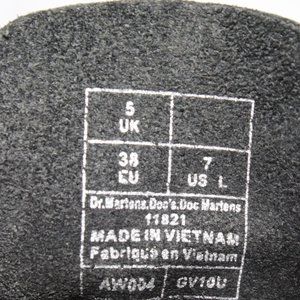 5
UK
38
EU
7
US L
Dr.Martens.Doc's.Doc Martens
11821
MADE IN VIETNAM
Fabriqué en Vietnam
AW004 GV10U